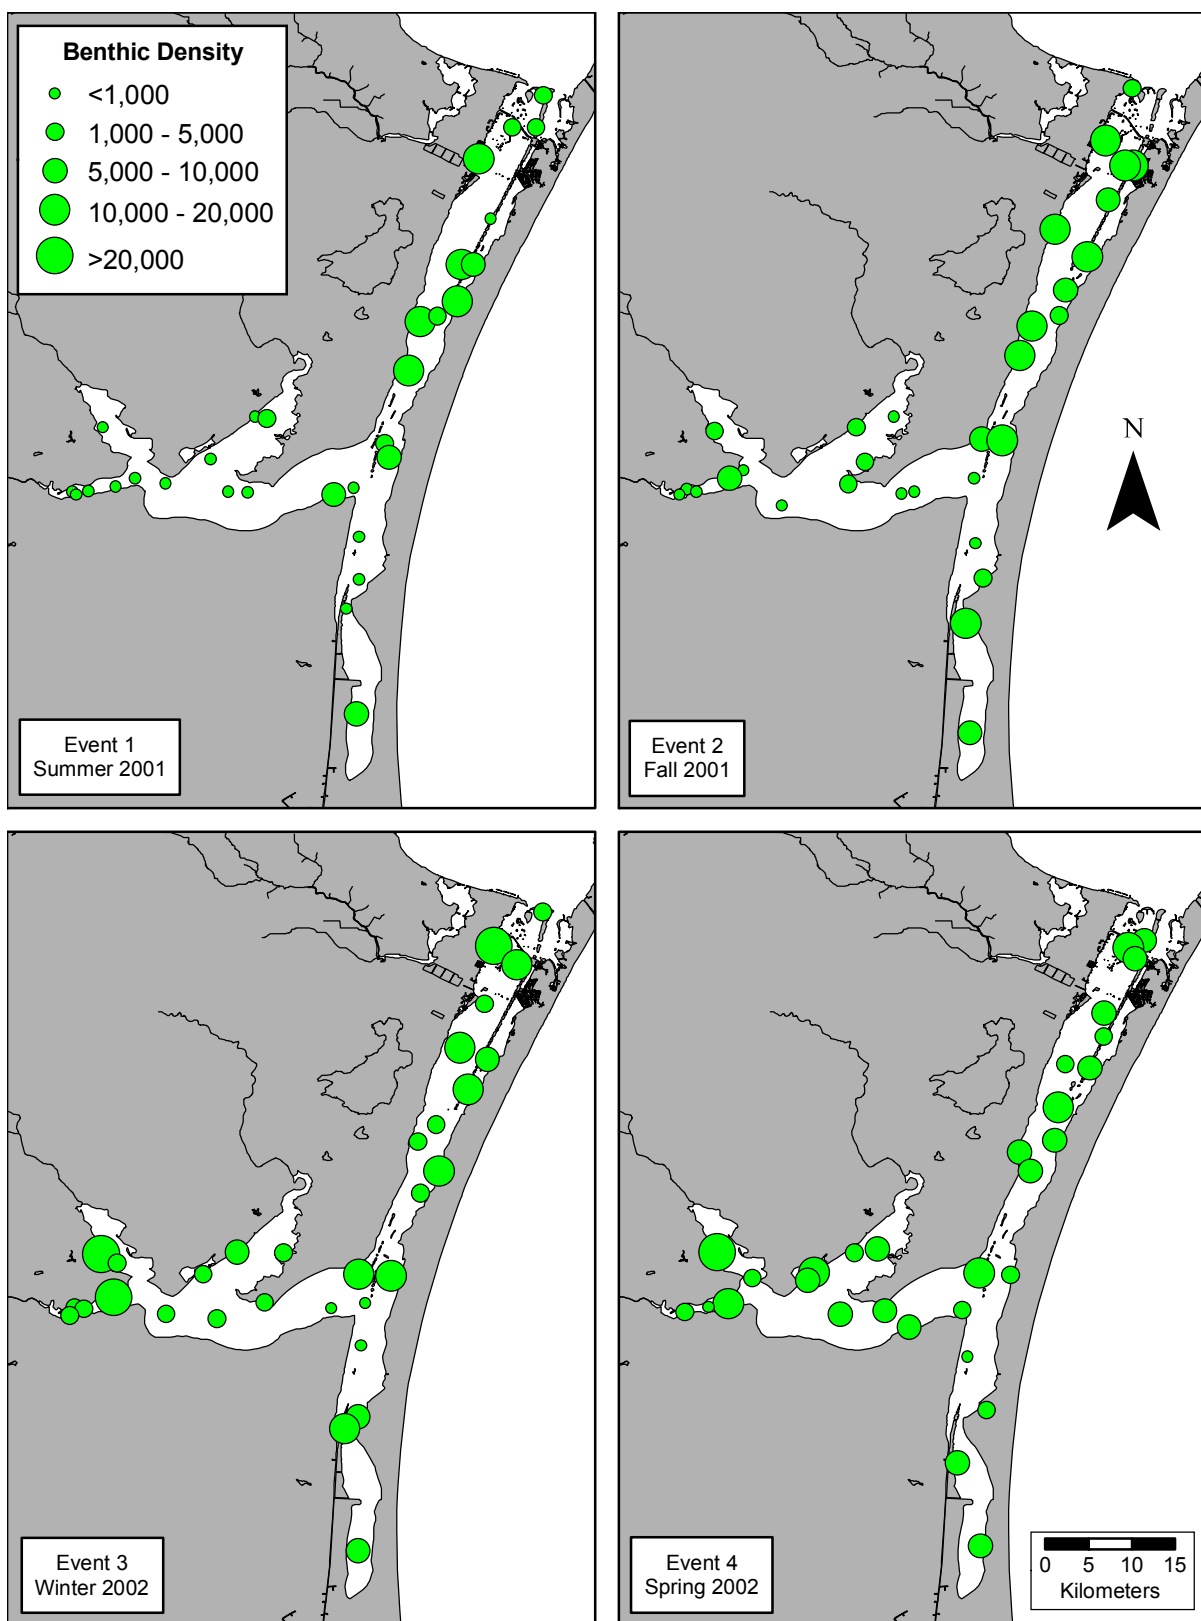 Benthic Density
<1,000
1,000 - 5,000
5,000 - 10,000
10,000 - 20,000
>20,000
Event 1
Summer 2001
N
Event 2
Fall 2001
Event 3
Winter 2002
Event 4
Spring 2002
0 5 10 15
Kilometers